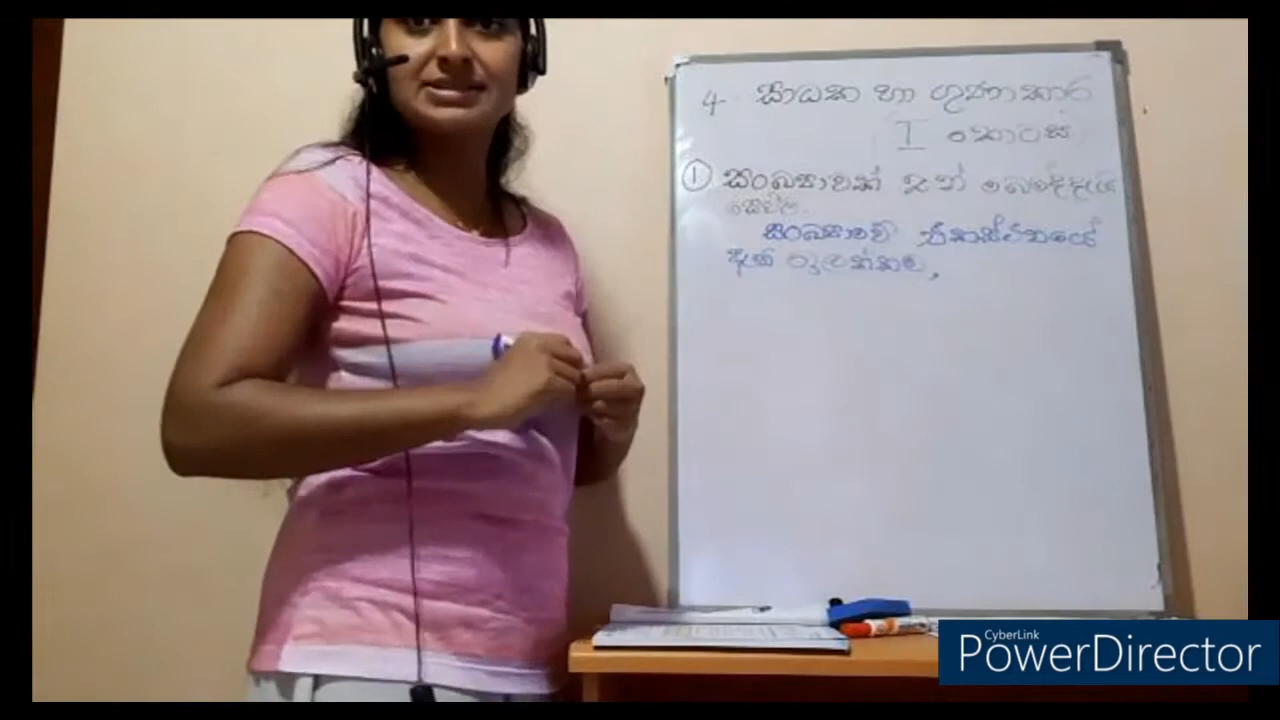 4. සාධක හා ගුණාකාර
I කොටස
① සංඛ්‍යාවක් දෙන් බෙදේදැයි
සෙවීම.
සංඛ්‍යාවේ ඒකස්ථානයේ
ඇති ඉලක්කම,
CyberLink
PowerDirector